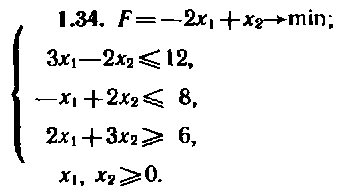 1.34. F=−2x₁+x₂→min;
3x₁−2x₂⩽12,
−x₁+2x₂⩽ 8,
2x₁+3x₂⩾ 6,
x₁, x₂⩾0.